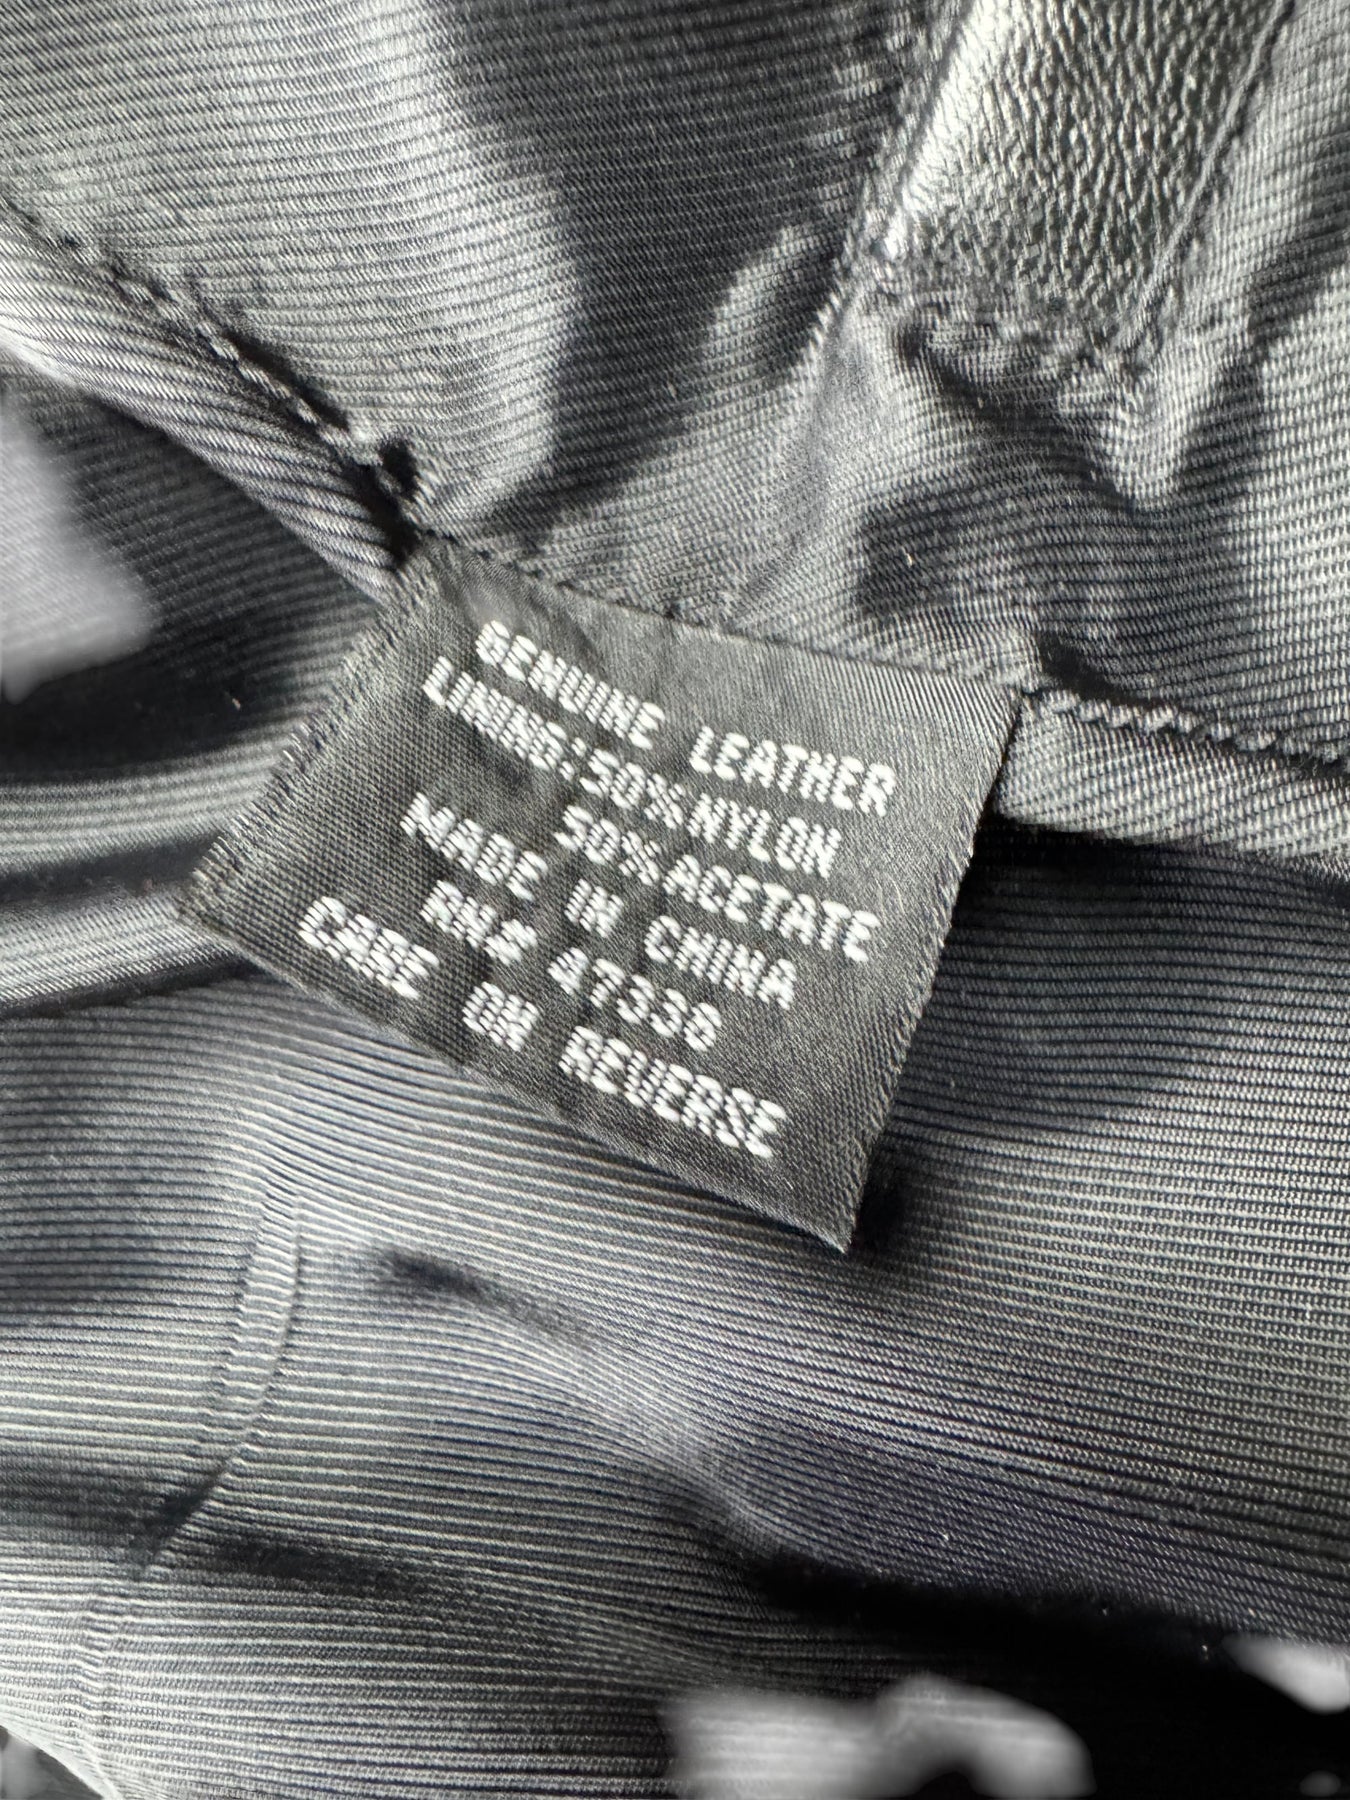 GENUINE LEATHER
LINING:50%NYLON
50%ACETATE
MADE IN CHINA
RN# 47336
CARE ON REVERSE